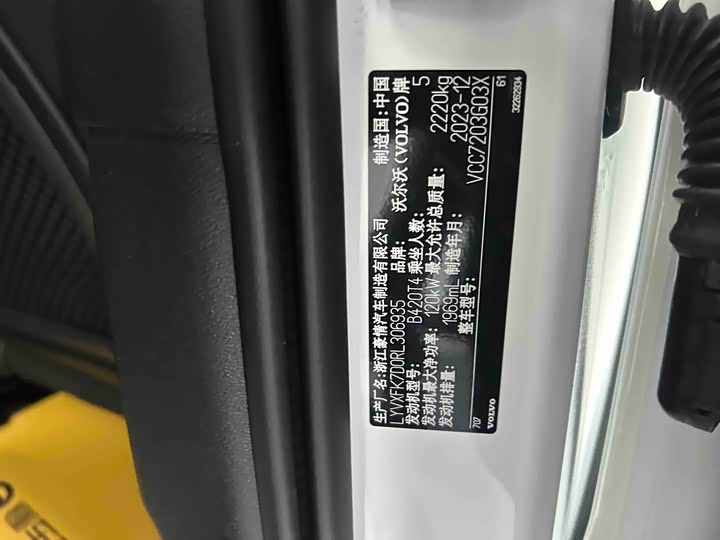 生产厂名:浙江豪情汽车制造有限公司 制造国:中国
LYVXFK7D0RL306935 品牌: 沃尔沃(VOLVO)牌
发动机型号: B420T4 乘坐人数: 5
发动机最大净功率: 120kW 最大允许总质量: 2220kg
发动机排量: 1969mL 制造年月: 2023-12
整车型号: VCC7203G03X
707 61
VOLVO 32262934